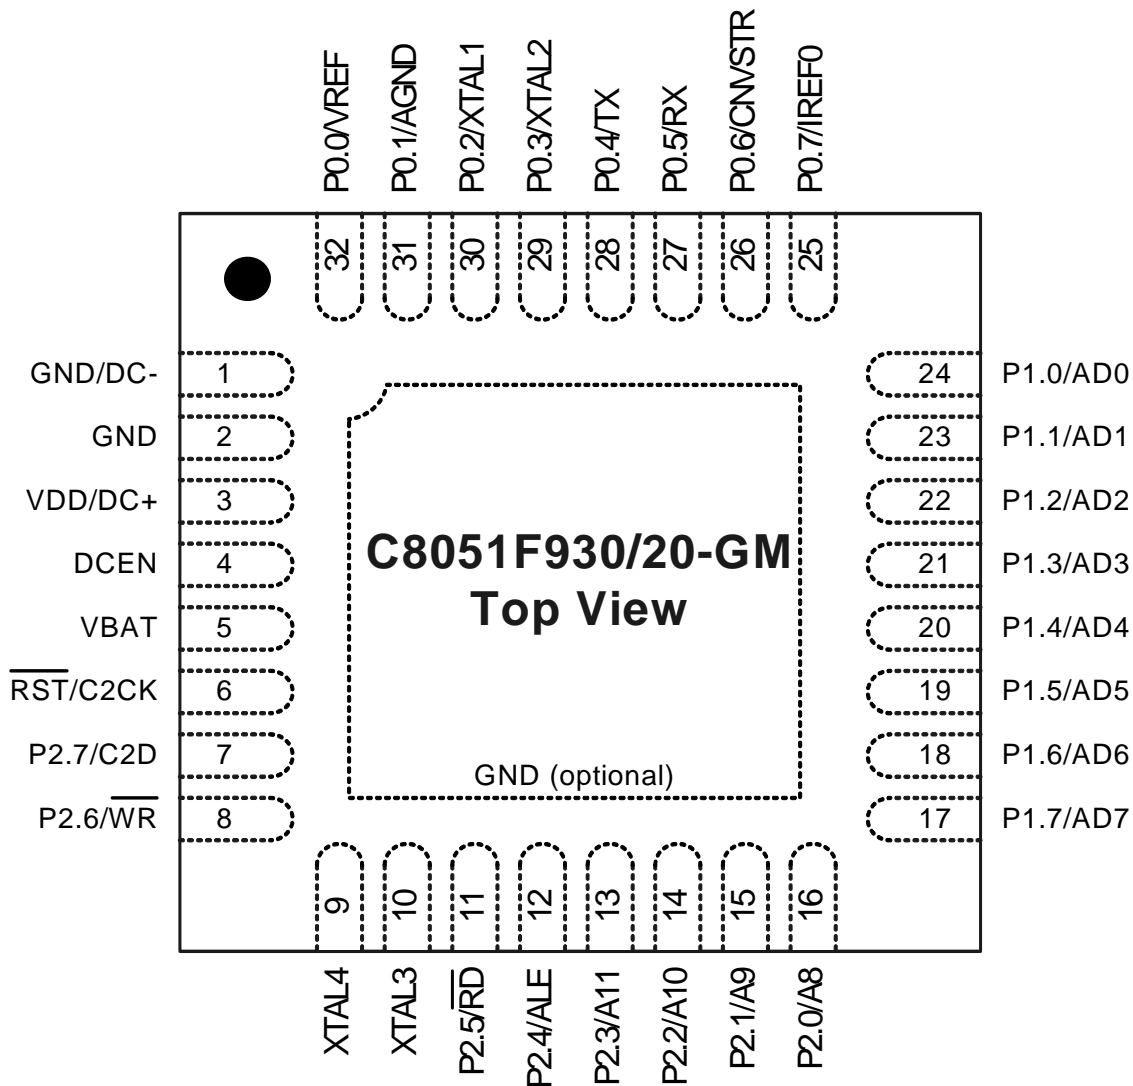 P0.0/VREF
P0.1/AGND
P0.2/XTAL1
P0.3/XTAL2
P0.4/TX
P0.5/RX
P0.6/CNVSTR
P0.7/IREF0
32
31
30
29
28
27
26
25
GND/DC- 1
GND 2
VDD/DC+ 3
DCEN 4
VBAT 5
RST/C2CK 6
P2.7/C2D 7
P2.6/WR 8
24 P1.0/AD0
23 P1.1/AD1
22 P1.2/AD2
21 P1.3/AD3
20 P1.4/AD4
19 P1.5/AD5
18 P1.6/AD6
17 P1.7/AD7
C8051F930/20-GM
Top View
GND (optional)
9
10
11
12
13
14
15
16
XTAL4
XTAL3
P2.5/RD
P2.4/ALE
P2.3/A11
P2.2/A10
P2.1/A9
P2.0/A8